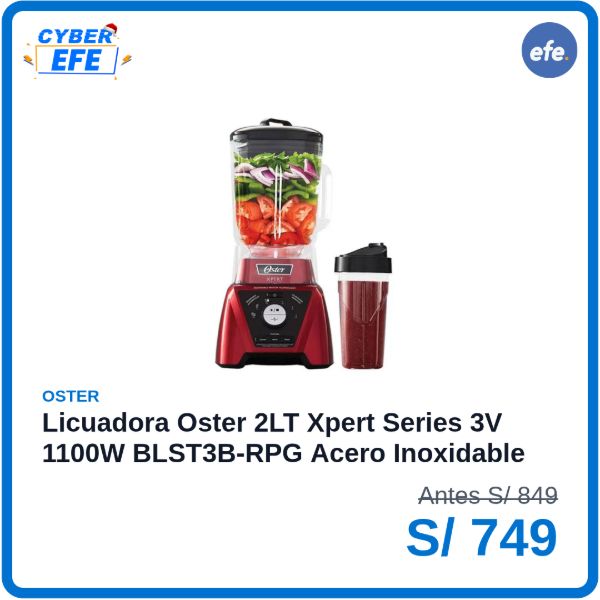 CYBER
EFE
efe.
Oster
XPERT
OSTER
Licuadora Oster 2LT Xpert Series 3V
1100W BLST3B-RPG Acero Inoxidable
Antes S/ 849
S/ 749